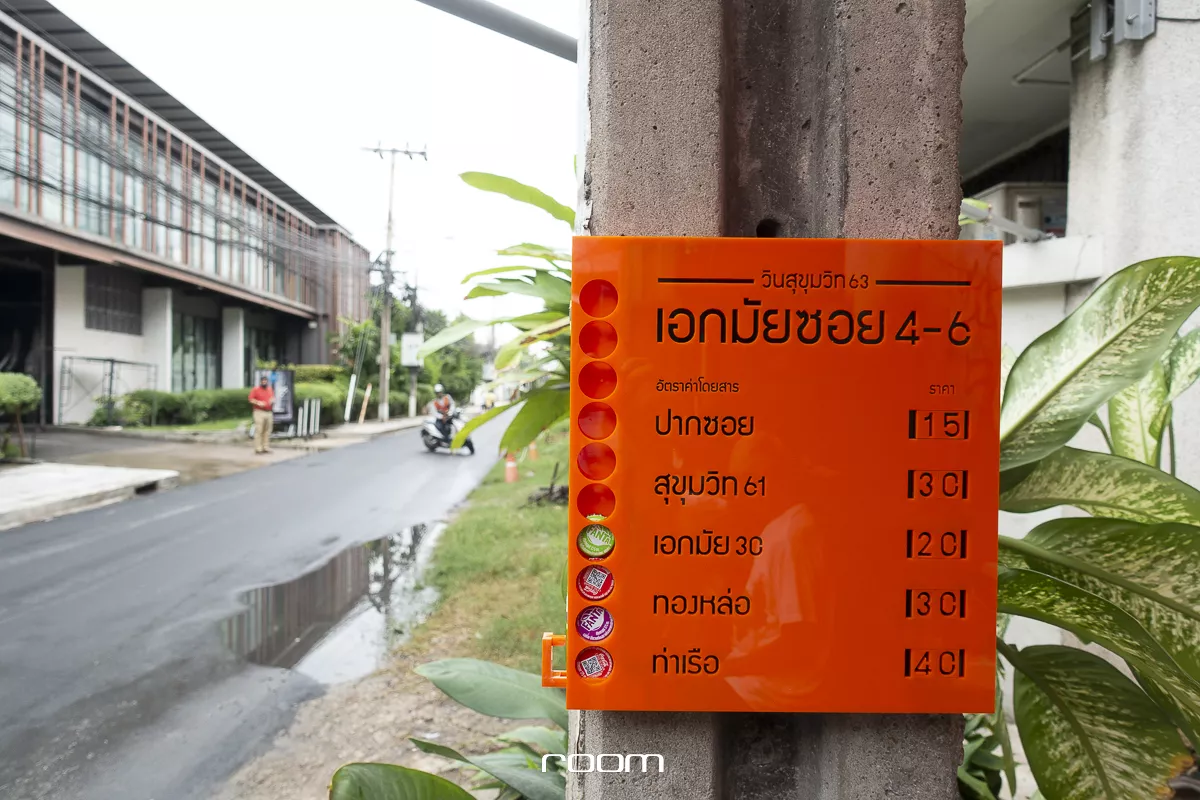 วินสุขุมวิท 63
เอกมัยซอย 4-6
อัตราค่าโดยสาร ราคา
ปากซอย 15
สุขุมวิท 61 30
เอกมัย 30 20
ทองหล่อ 30
ท่าเรือ 40
room